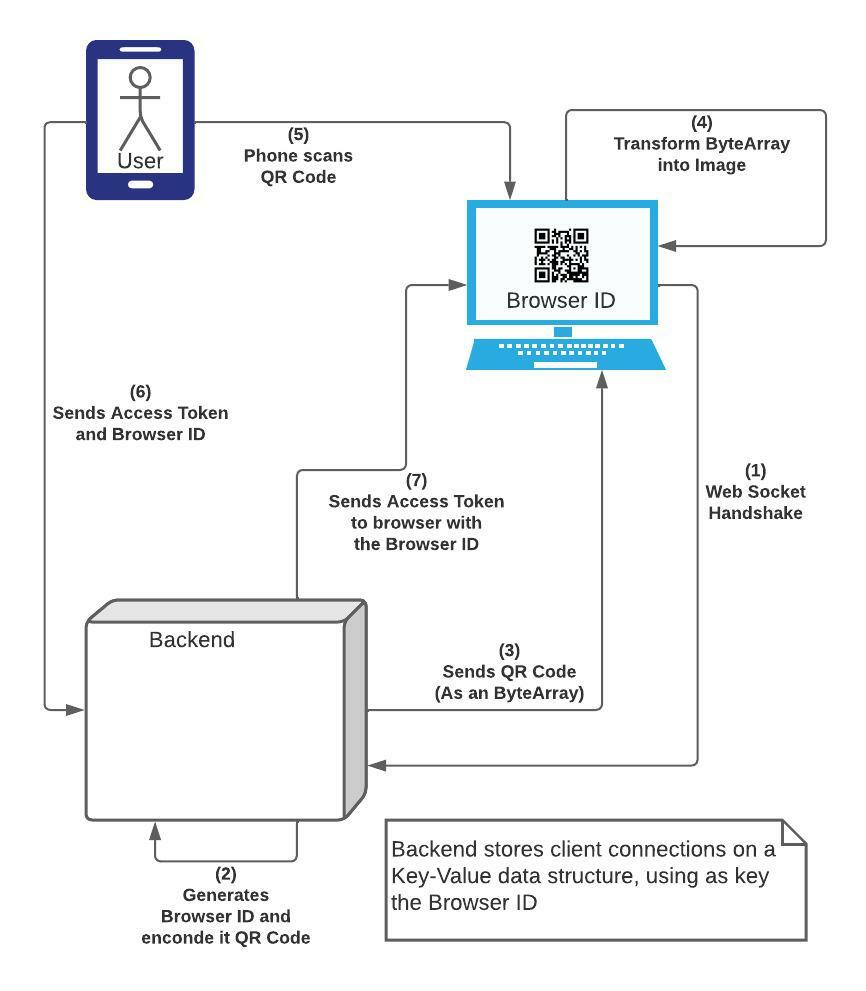 User
(5)
Phone scans
QR Code
(4)
Transform ByteArray
into Image
Browser ID
(6)
Sends Access Token
and Browser ID
(7)
Sends Access Token
to browser with
the Browser ID
(1)
Web Socket
Handshake
Backend
(3)
Sends QR Code
(As an ByteArray)
(2)
Generates
Browser ID and
enconde it QR Code
Backend stores client connections on a
Key-Value data structure, using as key
the Browser ID